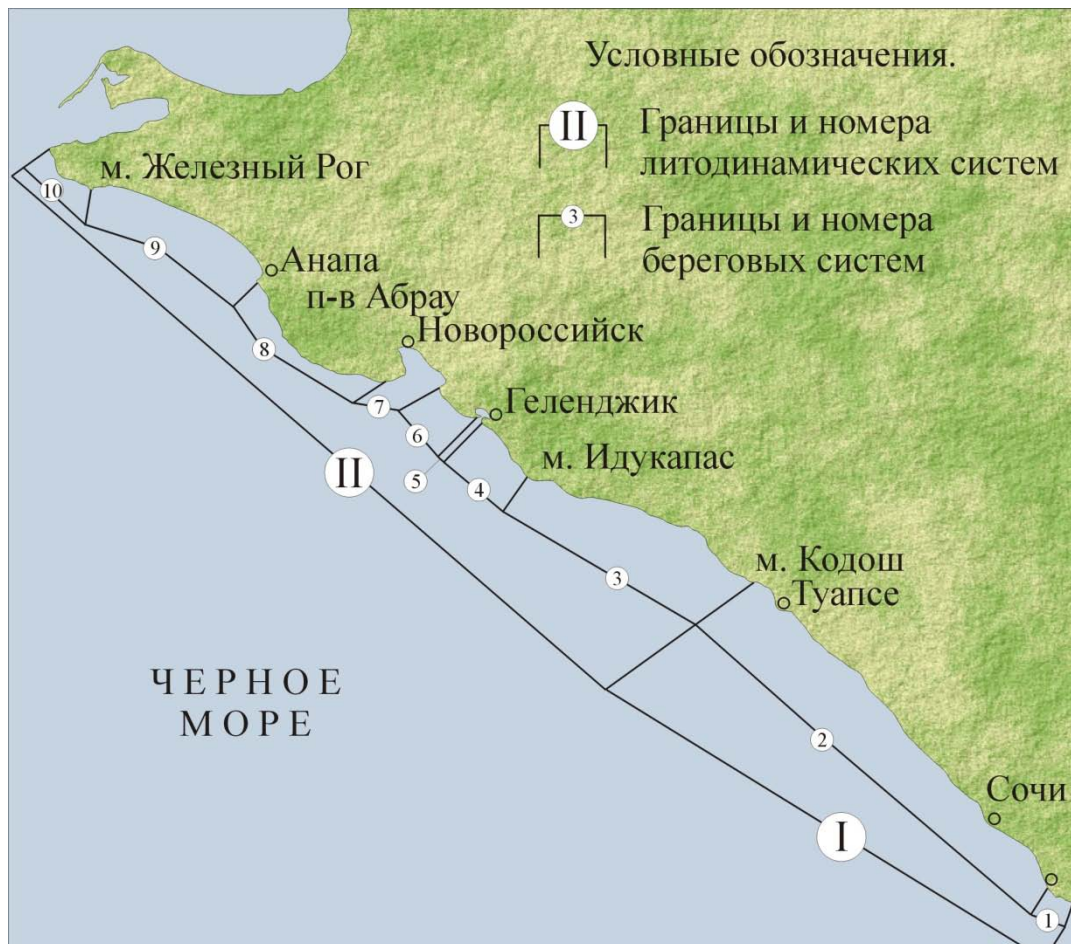 Условные обозначения.
II
Границы и номера
литодинамических систем
3
Границы и номера
береговых систем
м. Железный Рог
10
9
Анапа
п-в Абрау
Новороссийск
8
7
Геленджик
6
м. Идукапас
5
4
II
3
м. Кодош
Туапсе
ЧЕРНОЕ
МОРЕ
2
Сочи
I
1